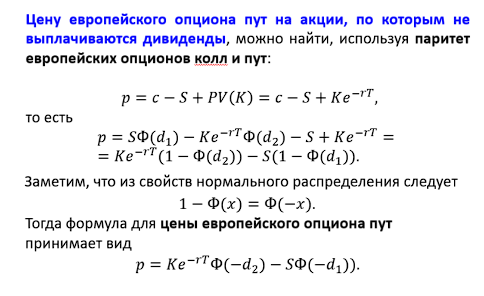 Цену европейского опциона пут на акции, по которым не
выплачиваются дивиденды, можно найти, используя паритет
европейских опционов колл и пут:
p = c − S + PV(K) = c − S + Ke^{−rT},
то есть
p = SΦ(d₁) − Ke^{−rT}Φ(d₂) − S + Ke^{−rT} =
= Ke^{−rT}(1 − Φ(d₂)) − S(1 − Φ(d₁)).
Заметим, что из свойств нормального распределения следует
1 − Φ(x) = Φ(−x).
Тогда формула для цены европейского опциона пут
принимает вид
p = Ke^{−rT}Φ(−d₂) − SΦ(−d₁)).